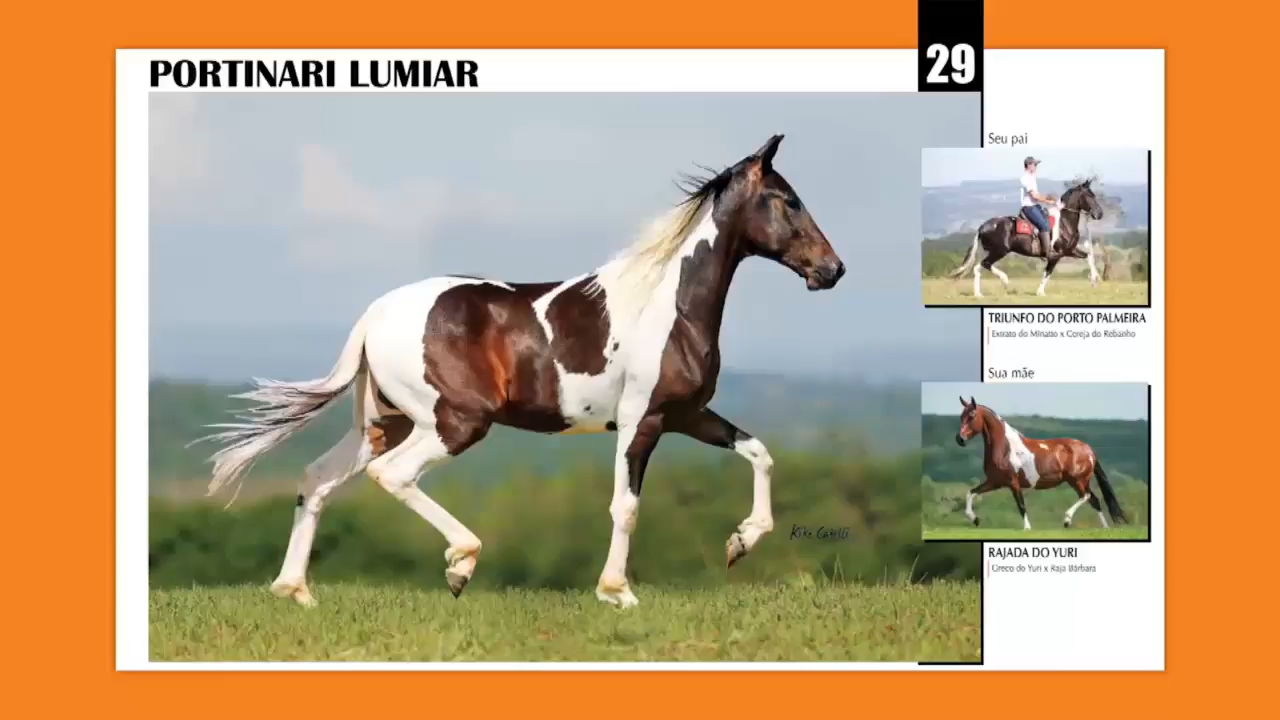 PORTINARI LUMIAR
29
Seu pai
TRIUNFO DO PORTO PALMEIRA
Extrato do Minatto x Cereja do Rebanho
Sua mãe
RAJADA DO YURI
Greco do Yuri x Raja Bárbara